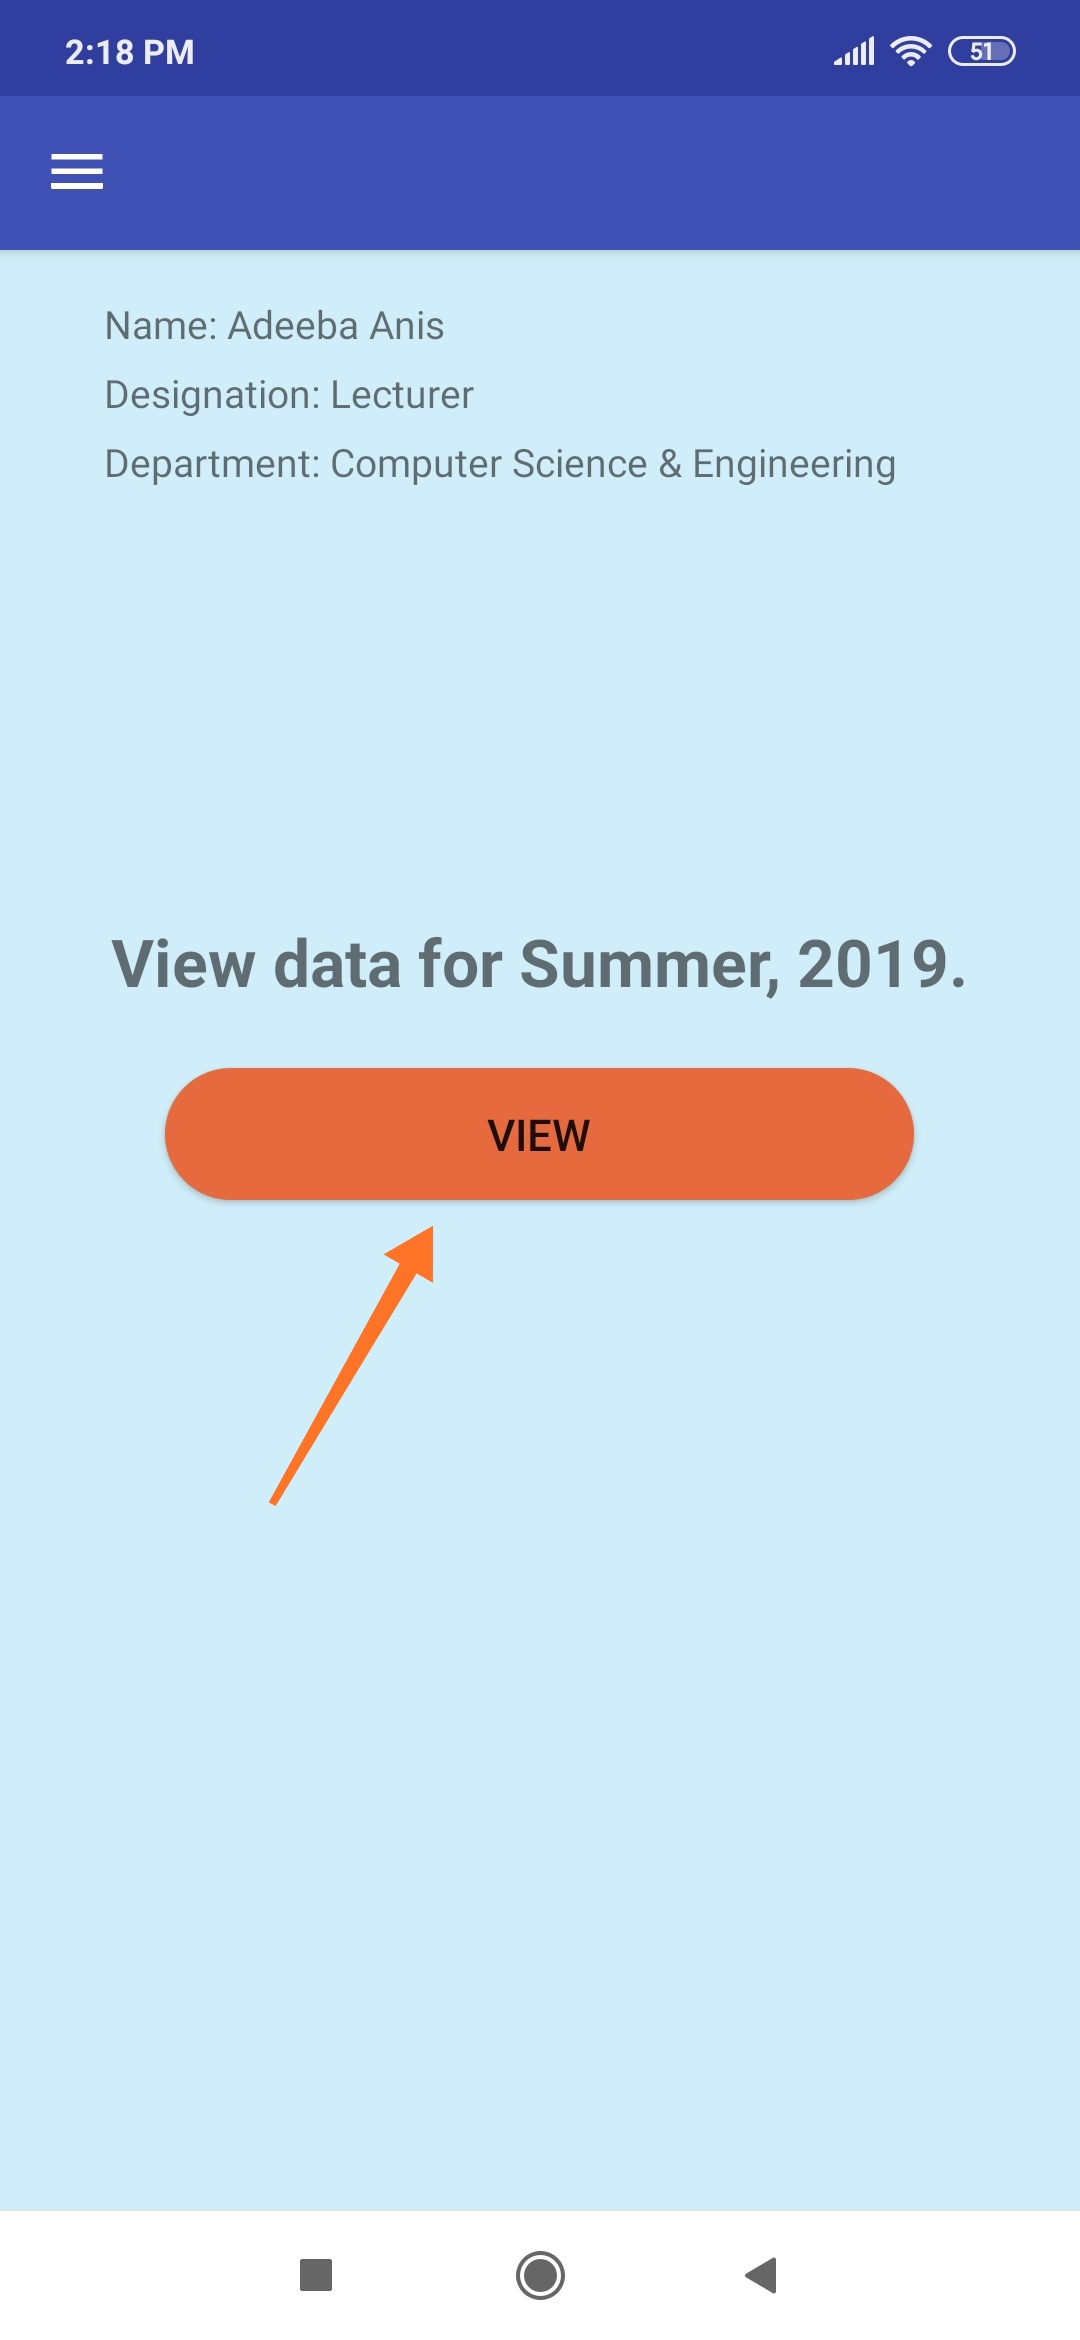 2:18 PM
51
Name: Adeeba Anis
Designation: Lecturer
Department: Computer Science & Engineering
View data for Summer, 2019.
VIEW